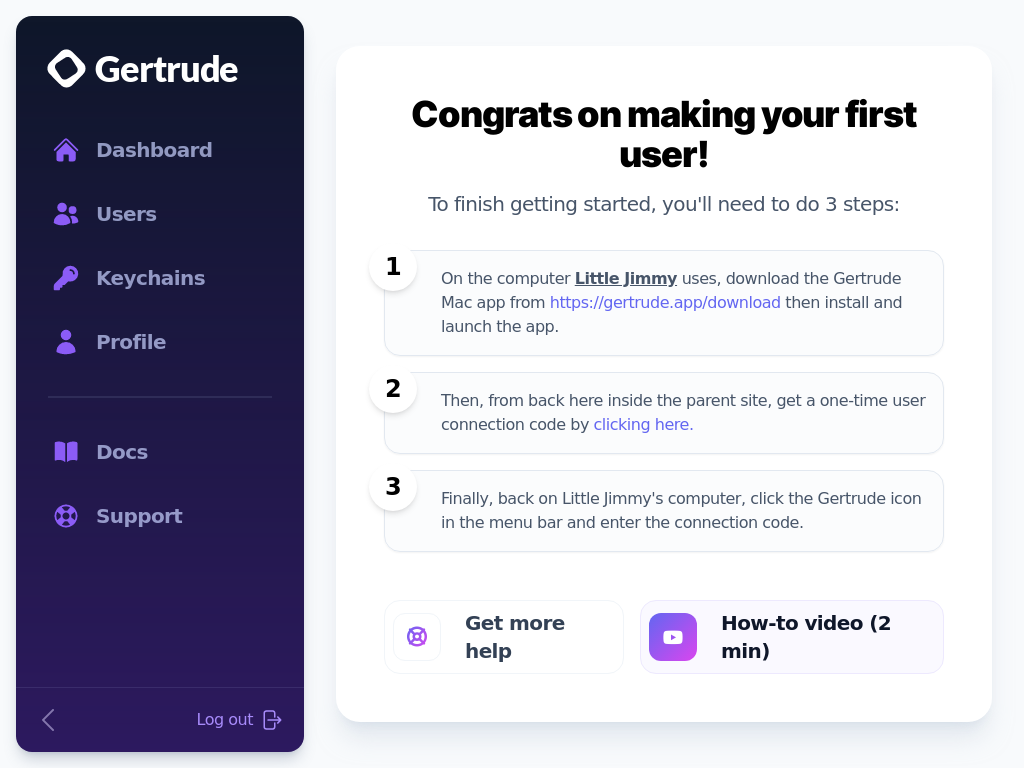 Gertrude
Dashboard
Users
Keychains
Profile
Docs
Support
Log out
Congrats on making your first
user!
To finish getting started, you'll need to do 3 steps:
1
On the computer Little Jimmy uses, download the Gertrude
Mac app from https://gertrude.app/download then install and
launch the app.
2
Then, from back here inside the parent site, get a one-time user
connection code by clicking here.
3
Finally, back on Little Jimmy's computer, click the Gertrude icon
in the menu bar and enter the connection code.
Get more
help
How-to video (2
min)